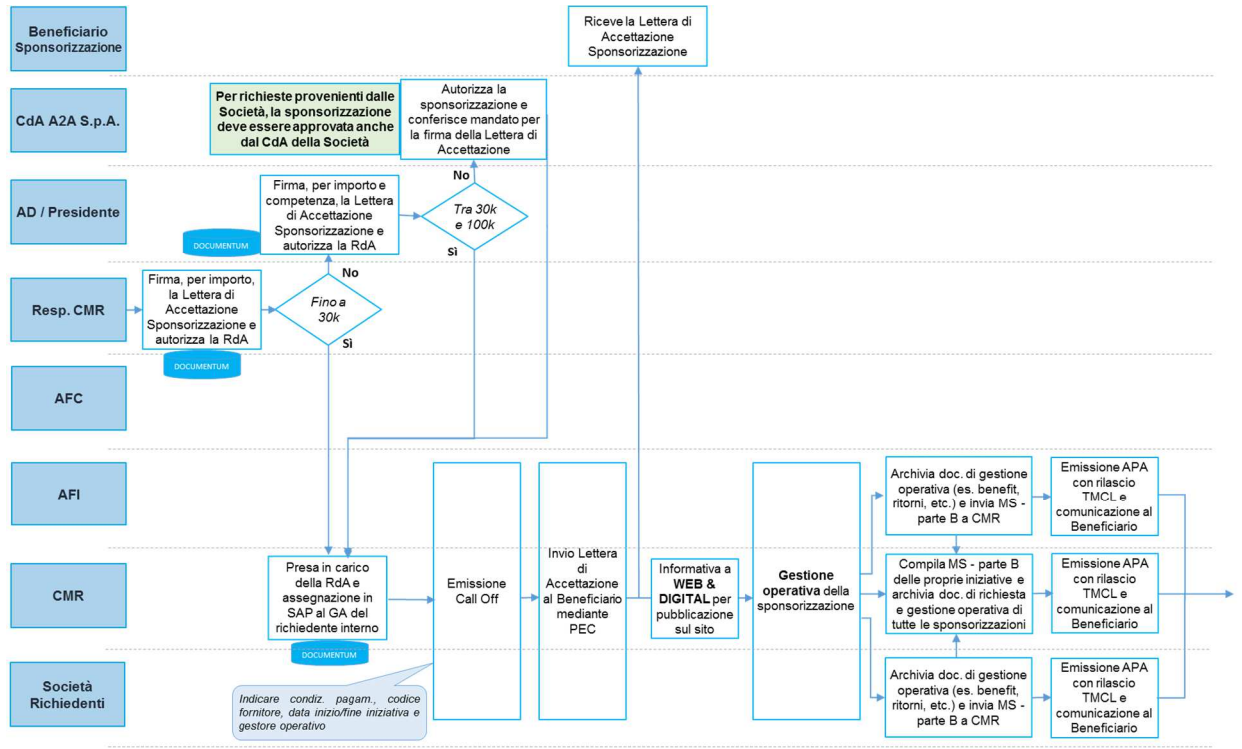 Beneficiario
Sponsorizzazione
Riceve la Lettera di
Accettazione
Sponsorizzazione
CdA A2A S.p.A.
Per richieste provenienti dalle
Società, la sponsorizzazione
deve essere approvata anche
dal CdA della Società
Autorizza la
sponsorizzazione e
conferisce mandato per
la firma della Lettera di
Accettazione
No
AD / Presidente
Firma, per importo e
competenza, la Lettera
di Accettazione
Sponsorizzazione e
autorizza la RdA
DOCUMENTUM
Tra 30k
e 100k
Sì
No
Resp. CMR
Firma, per importo,
la Lettera di
Accettazione
Sponsorizzazione e
autorizza la RdA
DOCUMENTUM
Fino a
30k
Sì
AFC
AFI
Archivia doc. di gestione
operativa (es. benefit,
ritorni, etc.) e invia MS -
parte B a CMR
Emissione APA
con rilascio
TMCL e
comunicazione al
Beneficiario
CMR
Presa in carico
della RdA e
assegnazione in
SAP al GA del
richiedente interno
DOCUMENTUM
Emissione
Call Off
Invio Lettera
di
Accettazione
al Beneficiario
mediante
PEC
Informativa a
WEB &
DIGITAL per
pubblicazione
sul sito
Gestione
operativa della
sponsorizzazione
Compila MS - parte B
delle proprie iniziative e
archivia doc. di richiesta
e gestione operativa di
tutte le sponsorizzazioni
Emissione APA
con rilascio
TMCL e
comunicazione al
Beneficiario
Società
Richiedenti
Indicare condiz. pagam., codice
fornitore, data inizio/fine iniziativa e
gestore operativo
Archivia doc. di gestione
operativa (es. benefit,
ritorni, etc.) e invia MS -
parte B a CMR
Emissione APA
con rilascio
TMCL e
comunicazione al
Beneficiario